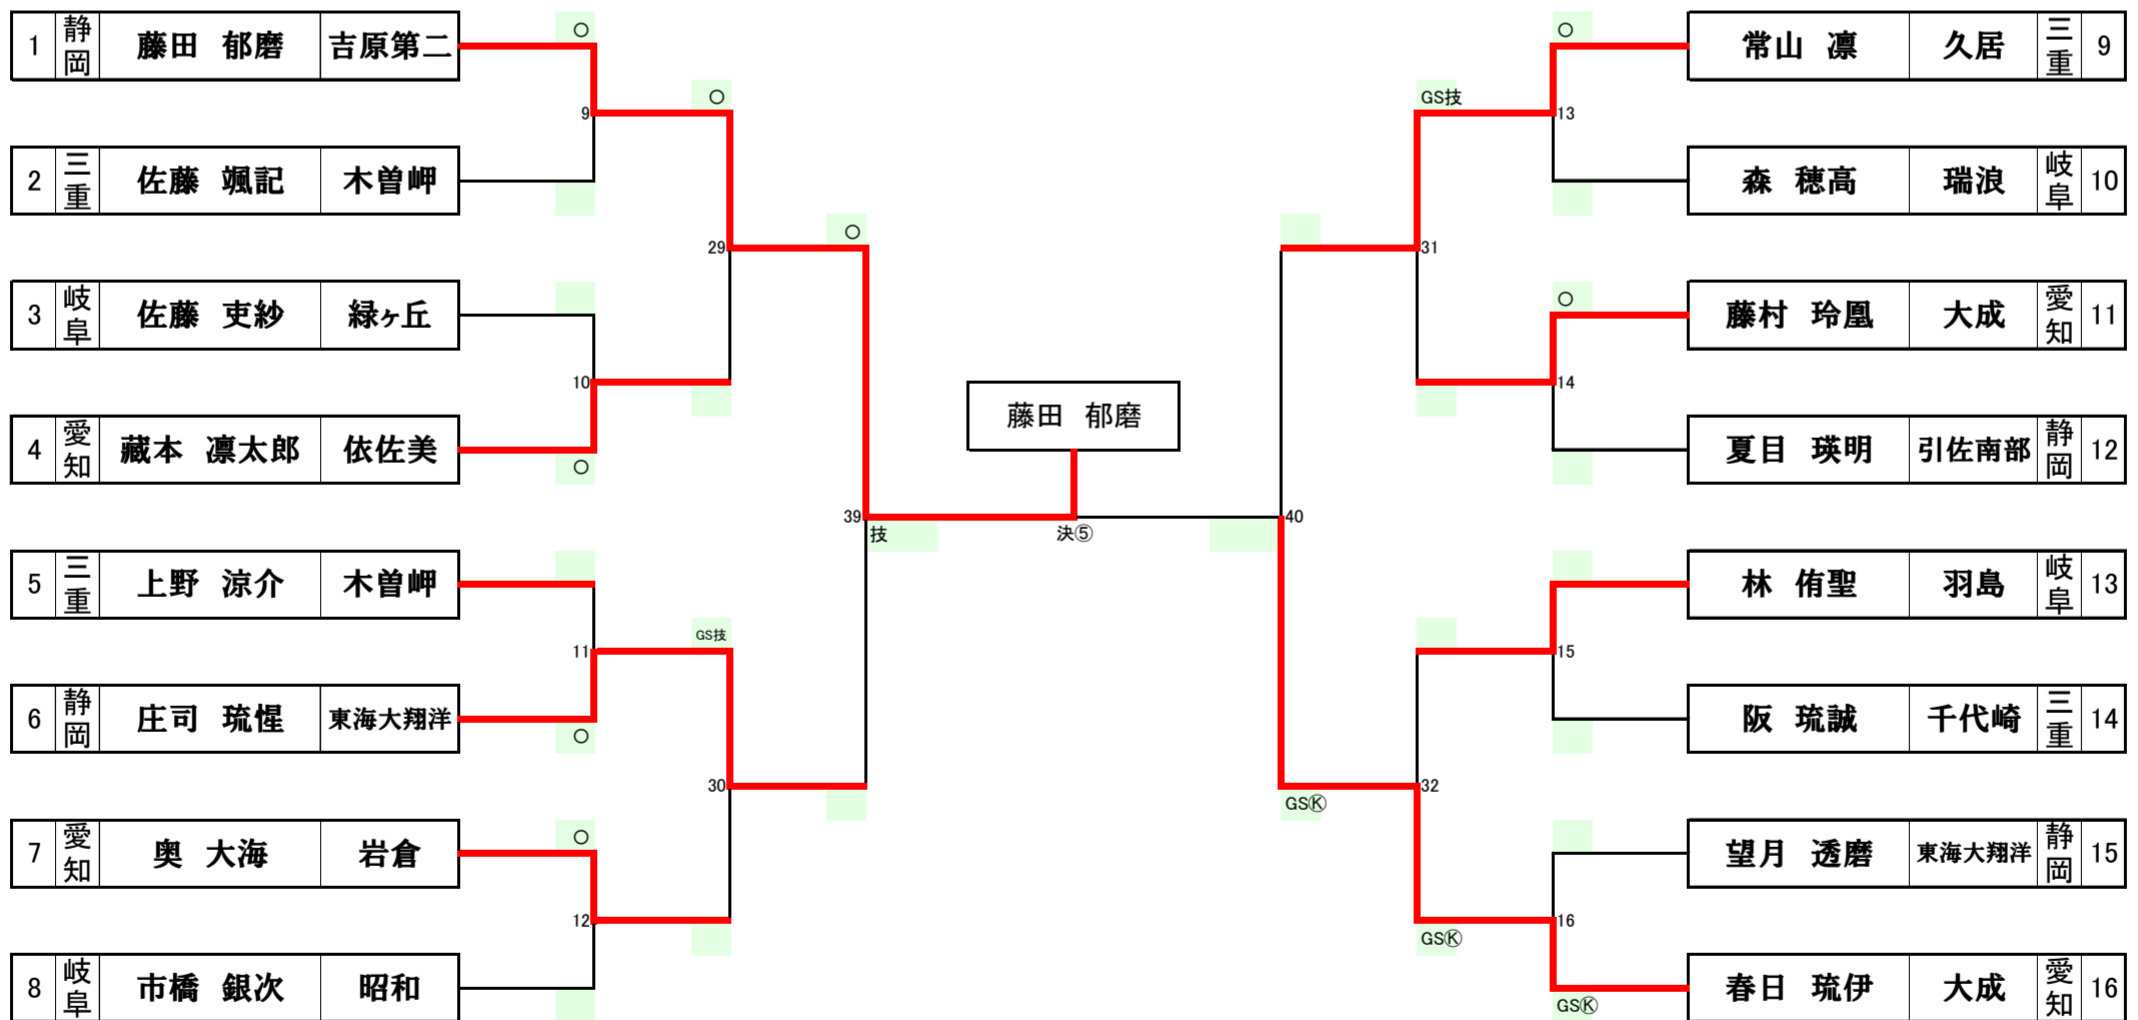 1 静岡 藤田 郁磨 吉原第二
2 三重 佐藤 颯記 木曽岬
3 岐阜 佐藤 吏紗 緑ヶ丘
4 愛知 藏本 凛太郎 依佐美
5 三重 上野 涼介 木曽岬
6 静岡 庄司 琉惺 東海大翔洋
7 愛知 奥 大海 岩倉
8 岐阜 市橋 銀次 昭和
○
9
○
10
○
11
○
○
12
○
29
GS技
30
○
39
技
藤田 郁磨
決⑤
40
GSⓀ
GS技
31
32
GSⓀ
○
13
○
14
15
16
GSⓀ
常山 凛 久居 三重 9
森 穂高 瑞浪 岐阜 10
藤村 玲凰 大成 愛知 11
夏目 瑛明 引佐南部 静岡 12
林 侑聖 羽島 岐阜 13
阪 琉誠 千代崎 三重 14
望月 透磨 東海大翔洋 静岡 15
春日 琉伊 大成 愛知 16